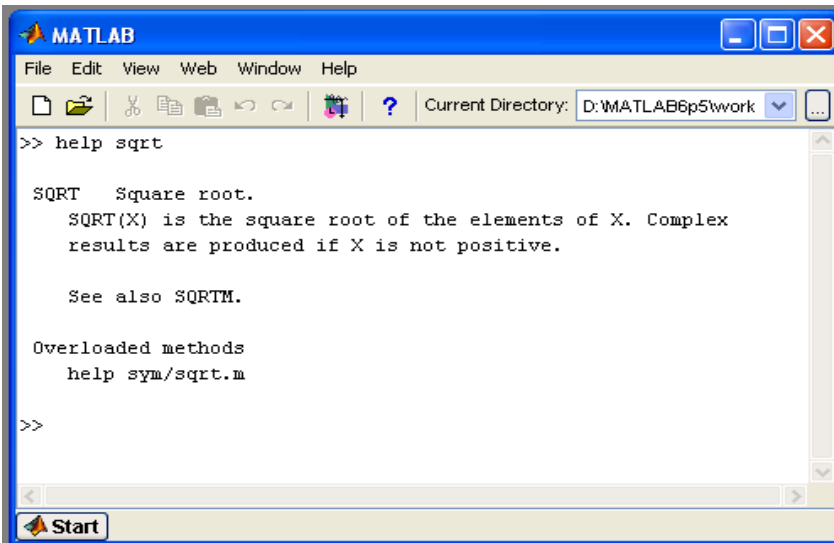 MATLAB
File Edit View Web Window Help
? Current Directory: D:\MATLAB6p5\work ...
>> help sqrt
SQRT Square root.
SQRT(X) is the square root of the elements of X. Complex
results are produced if X is not positive.
See also SQRTM.
Overloaded methods
help sym/sqrt.m
>>
Start